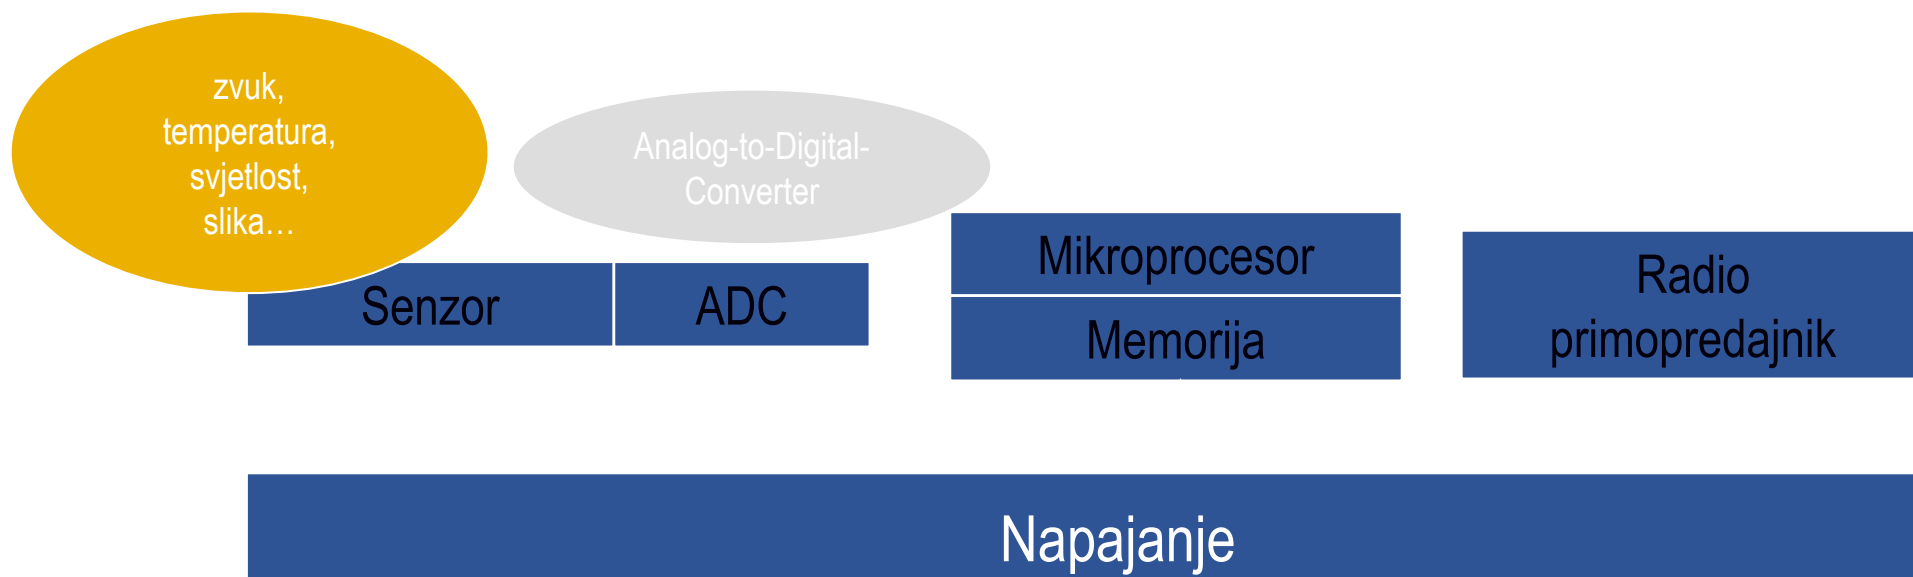 zvuk,
temperatura,
svjetlost,
slika…
Analog-to-Digital-
Converter
Senzor
ADC
Mikroprocesor
Memorija
Radio
primopredajnik
Napajanje